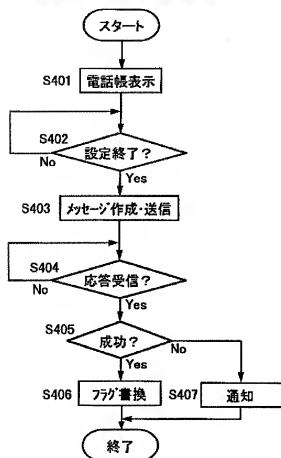 スタート
S401 電話帳表示
S402
設定終了?
No
Yes
S403 メッセージ作成・送信
S404
応答受信?
No
Yes
S405
成功?
No
Yes
フラグ書換
通知
S406
S407
終了